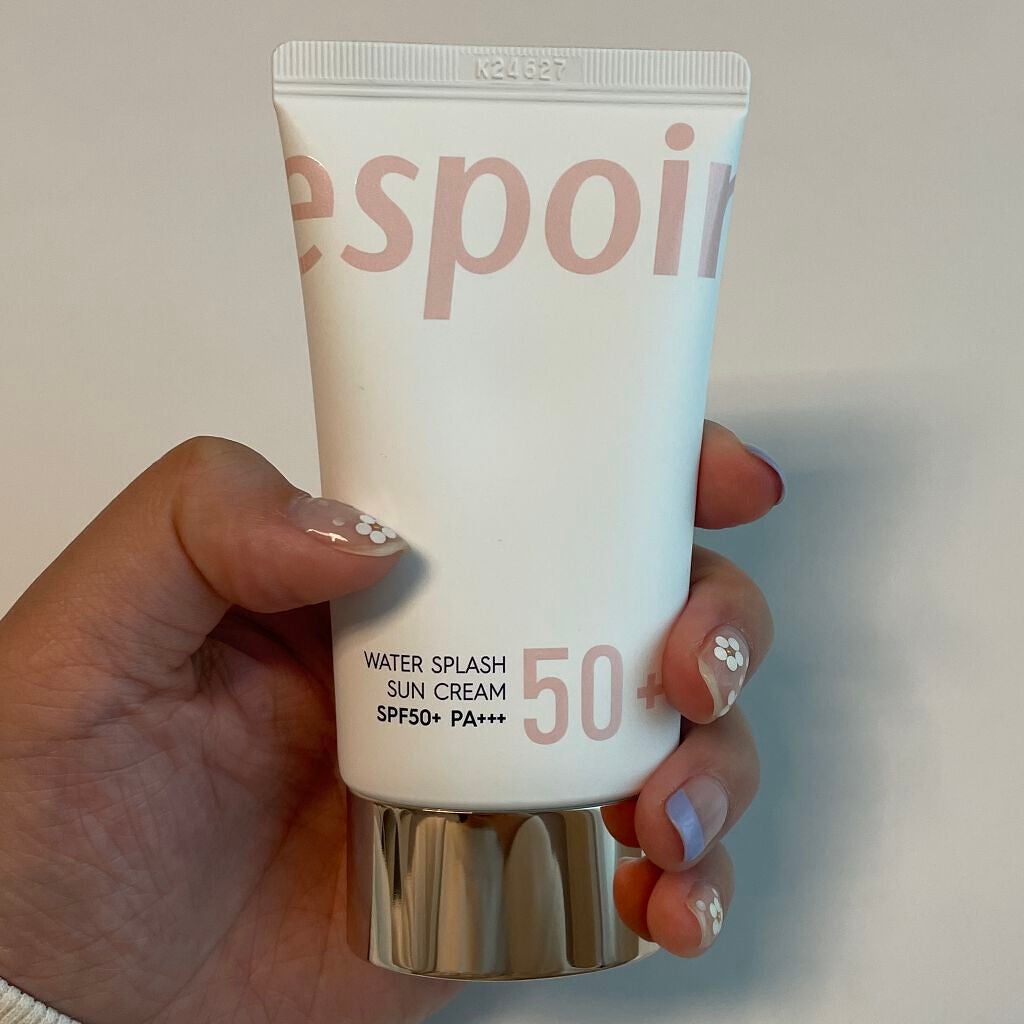 K24627
espoir
WATER SPLASH
SUN CREAM
SPF50+ PA+++
50+